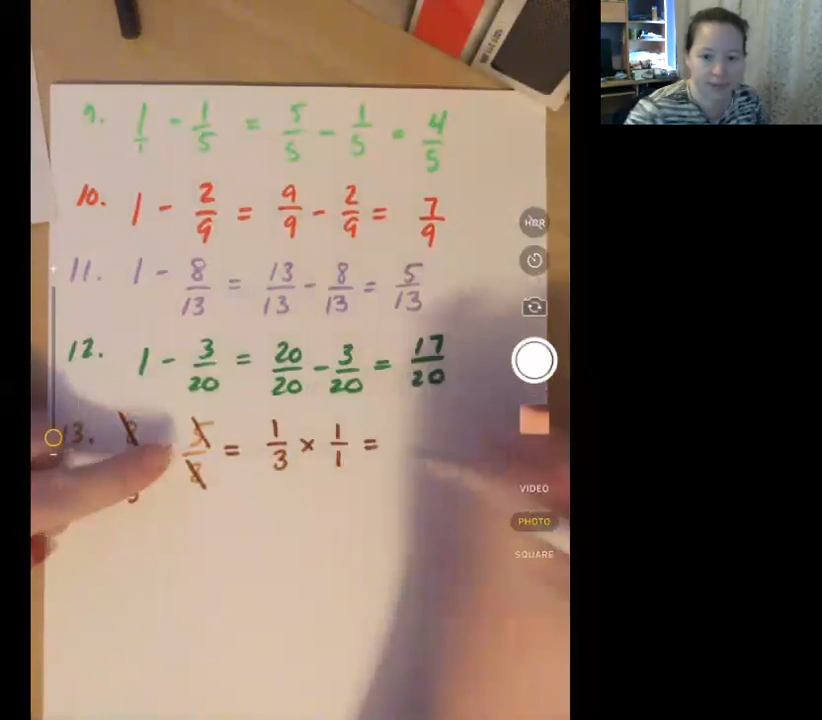 9. 1/1 - 1/5 = 5/5 - 1/5 = 4/5
10. 1 - 2/9 = 9/9 - 2/9 = 7/9
HDR
11. 1 - 8/13 = 13/13 - 8/13 = 5/13
12. 1 - 3/20 = 20/20 - 3/20 = 17/20
13. = 1/3 × 1/1 =
VIDEO
PHOTO
SQUARE